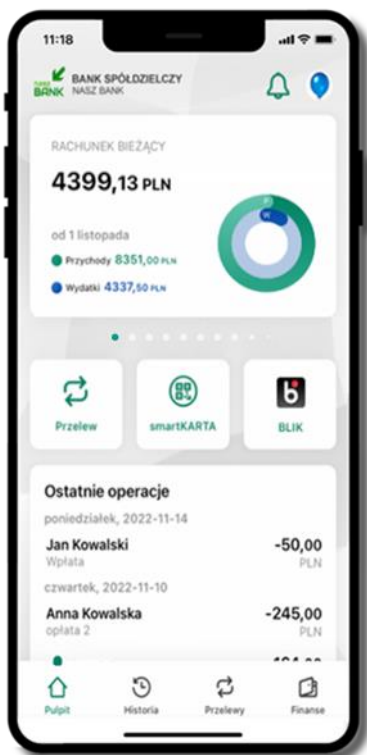 11:18
NASZ BANK
BANK SPÓŁDZIELCZY
NASZ BANK
RACHUNEK BIEŻĄCY
4399,13 PLN
od 1 listopada
Przychody 8351,00 PLN
Wydatki 4337,50 PLN
P
W
Przelew
smartKARTA
BLIK
Ostatnie operacje
poniedziałek, 2022-11-14
Jan Kowalski -50,00
Wpłata PLN
czwartek, 2022-11-10
Anna Kowalska -245,00
opłata 2 PLN
Pulpit Historia Przelewy Finanse